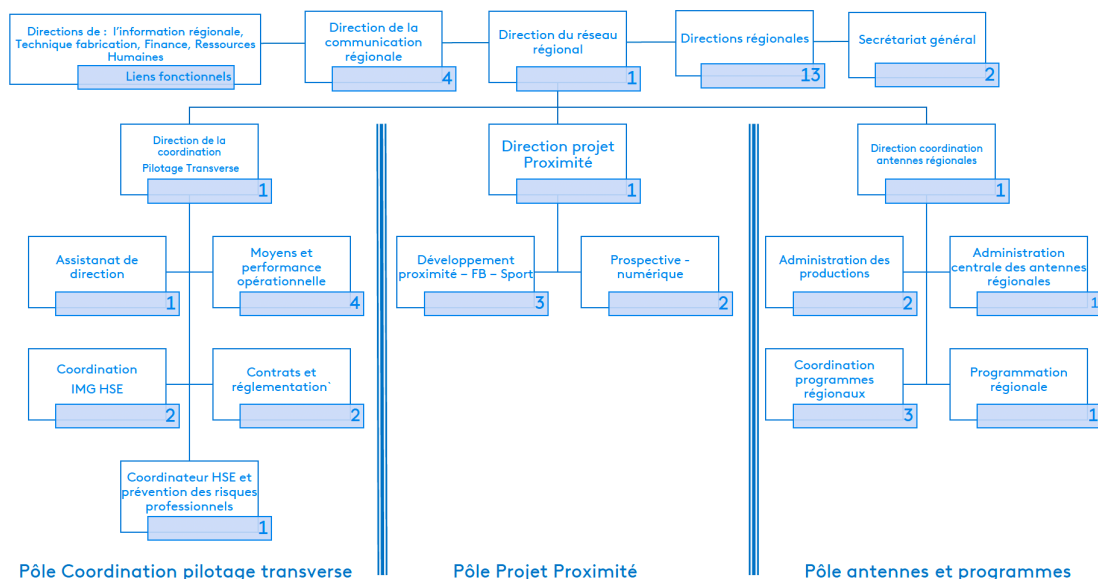 Directions de :  l'information régionale,
Technique fabrication, Finance, Ressources
Humaines
Liens fonctionnels
Direction de la
communication
régionale
4
Direction du réseau
régional
1
Directions régionales
13
Secrétariat général
2
Direction de la
coordination
Pilotage Transverse
1
Direction projet
Proximité
1
Direction coordination
antennes régionales
1
Assistanat de
direction
1
Moyens et
performance
opérationnelle
4
Développement
proximité – FB – Sport
3
Prospective -
numérique
2
Administration des
productions
2
Administration
centrale des antennes
régionales
1
Coordination
IMG HSE
2
Contrats et
réglementation`
2
Coordination
programmes
régionaux
3
Programmation
régionale
1
Coordinateur HSE et
prévention des risques
professionnels
1
Pôle Coordination pilotage transverse
Pôle Projet Proximité
Pôle antennes et programmes